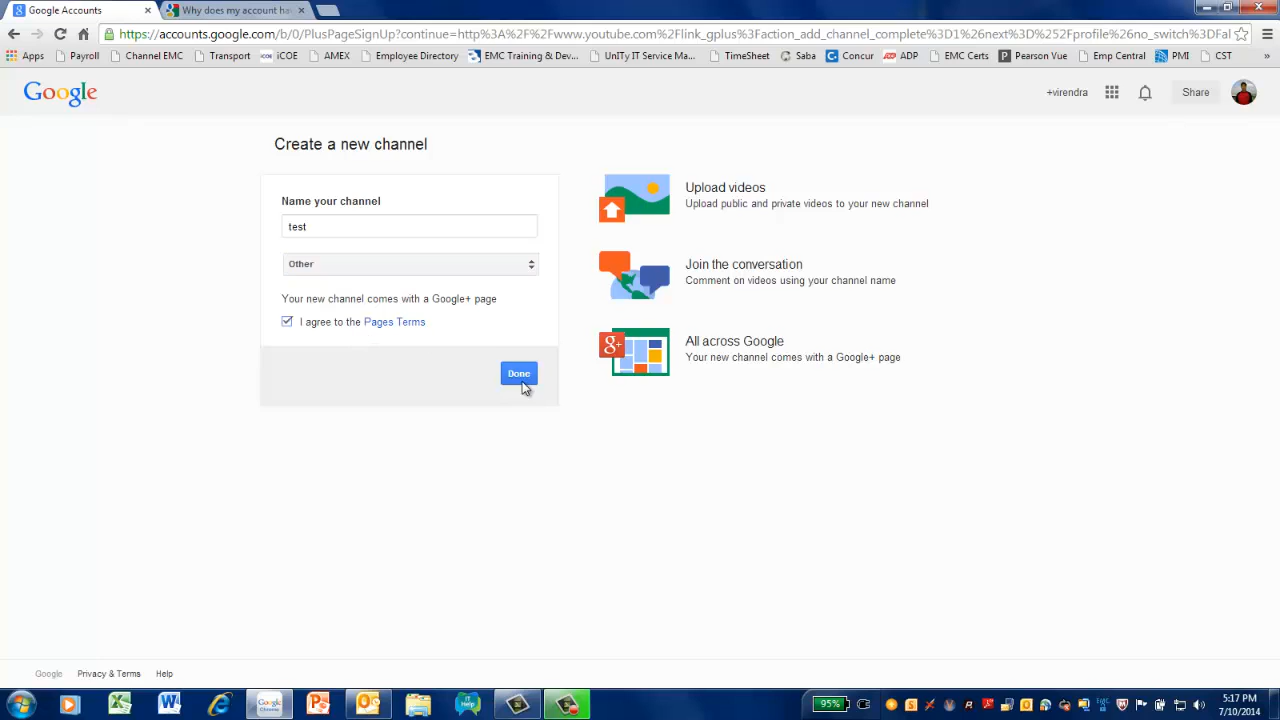 Google Accounts
Why does my account ha
https://accounts.google.com/b/0/PlusPageSignUp?continue=http%3A%2F%2Fwww.youtube.com%2Flink_gplus%3Faction_add_channel_complete%3D1%26next%3D%252Fprofile%26no_switch%3DFal
Apps Payroll Channel EMC Transport iCOE AMEX Employee Directory EMC Training & Dev... UnITy IT Service Ma... TimeSheet Saba Concur ADP EMC Certs Pearson Vue Emp Central PMI CST »
Google
+virendra
Share
Create a new channel
Name your channel
test
Other
Your new channel comes with a Google+ page
I agree to the Pages Terms
Done
Upload videos
Upload public and private videos to your new channel
Join the conversation
Comment on videos using your channel name
g+
All across Google
Your new channel comes with a Google+ page
Google Privacy & Terms Help
Google
Help
95%
5:17 PM
7/10/2014